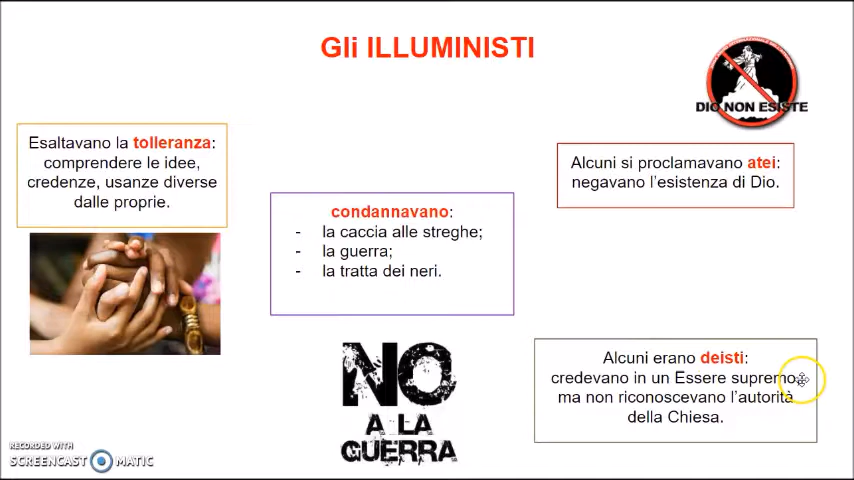 Gli ILLUMINISTI
DIO NON ESISTE
Esaltavano la tolleranza:
comprendere le idee,
credenze, usanze diverse
dalle proprie.
Alcuni si proclamavano atei:
negavano l'esistenza di Dio.
condannavano:
- la caccia alle streghe;
- la guerra;
- la tratta dei neri.
NO
A LA
GUERRA
Alcuni erano deisti:
credevano in un Essere supremo
ma non riconoscevano l'autorità
della Chiesa.
RECORDED WITH
SCREENCAST MATIC